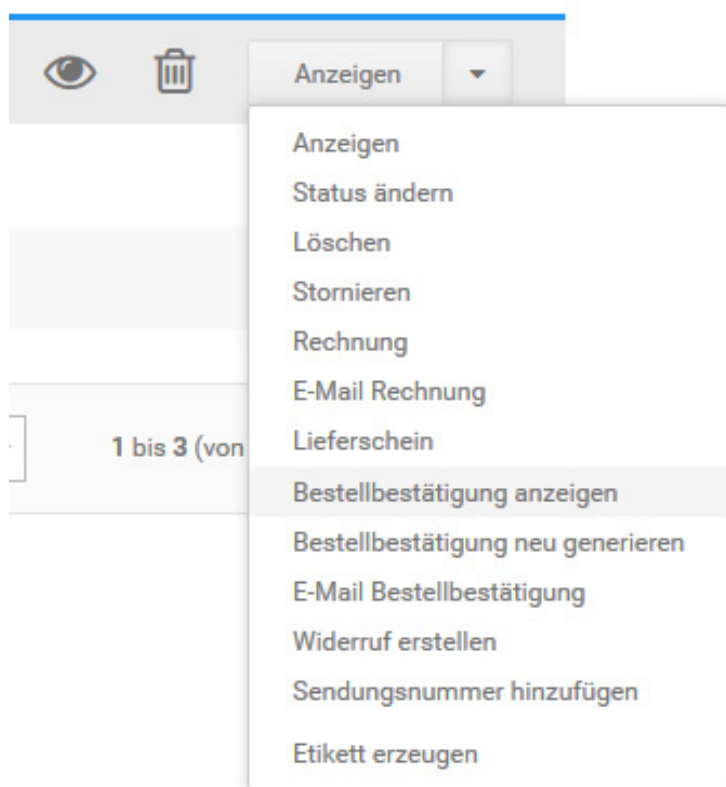 Anzeigen
Anzeigen
Status ändern
Löschen
Stornieren
Rechnung
E-Mail Rechnung
1 bis 3 (von
Lieferschein
Bestellbestätigung anzeigen
Bestellbestätigung neu generieren
E-Mail Bestellbestätigung
Widerruf erstellen
Sendungsnummer hinzufügen
Etikett erzeugen